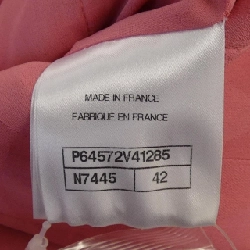 MADE IN FRANCE
FABRIQUE EN FRANCE
P64572V41285
N7445 42